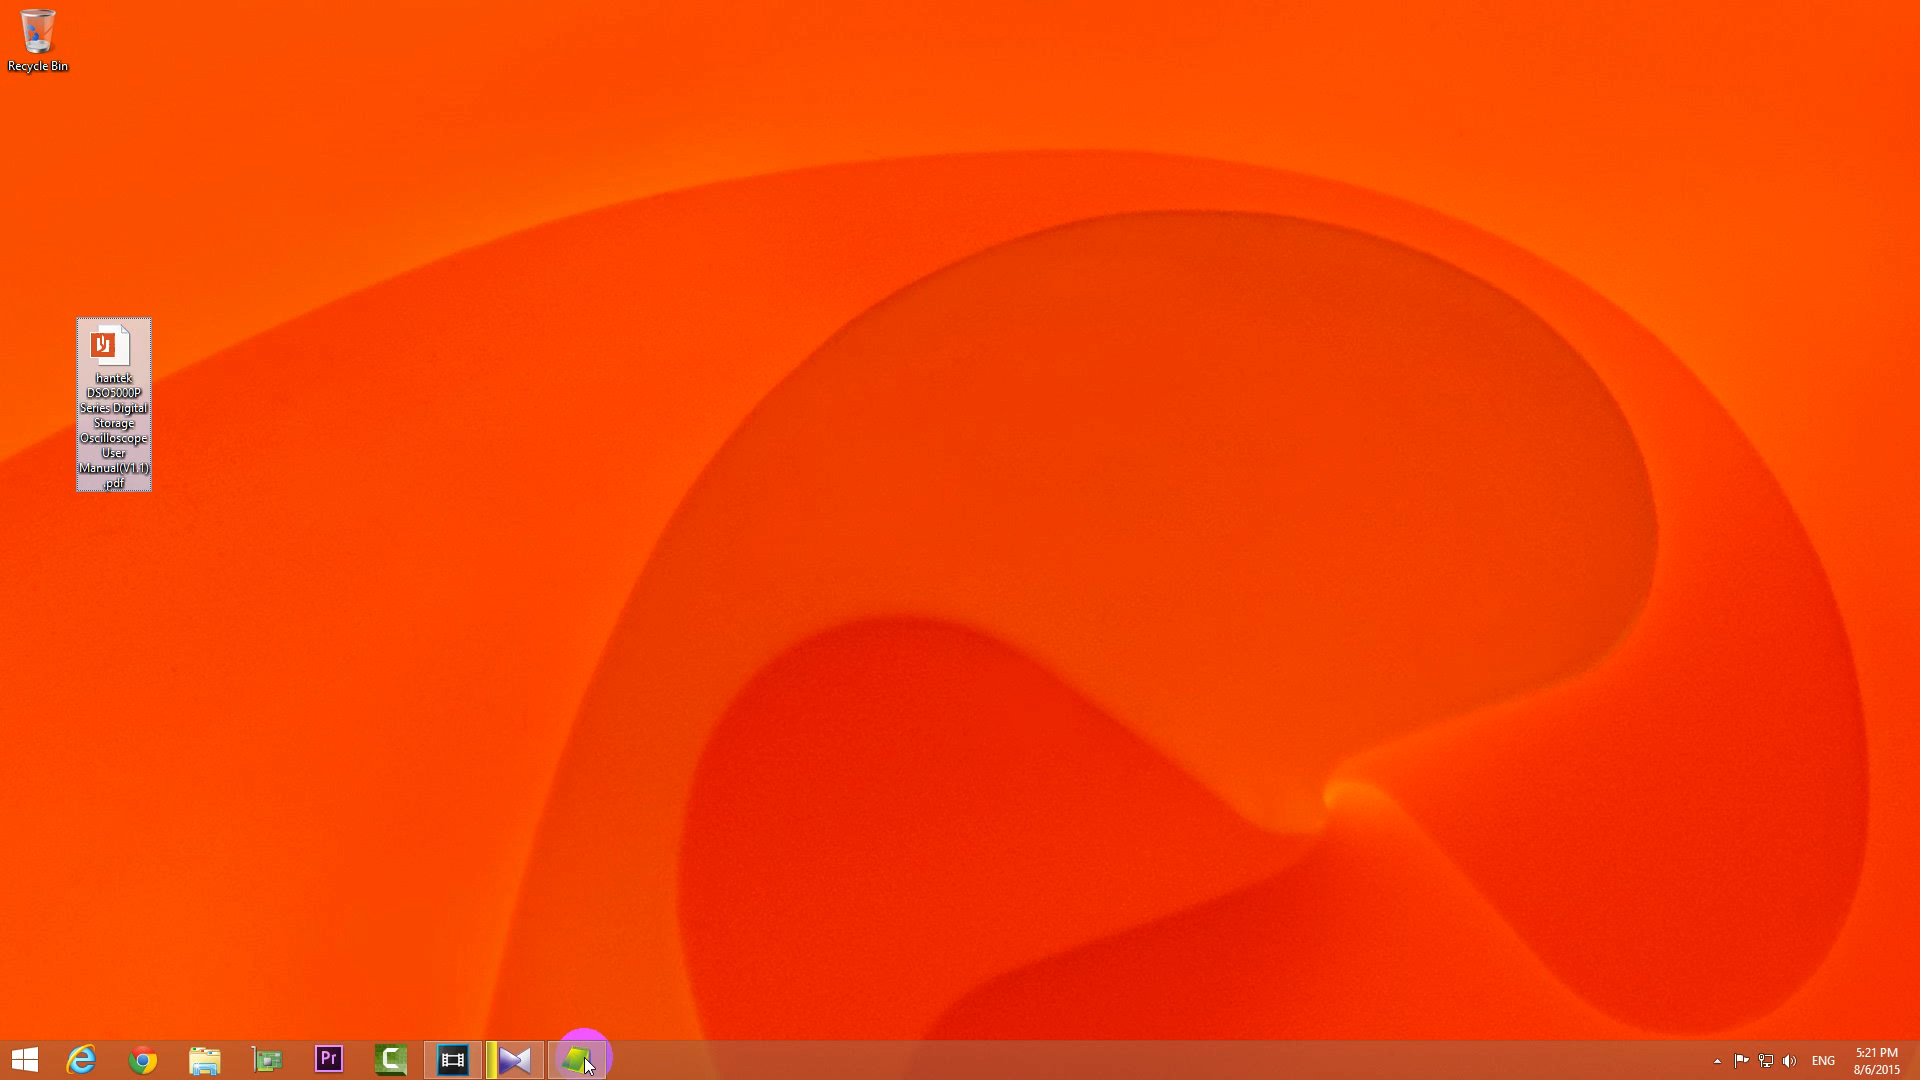 Recycle Bin
hantek
DSO5000P
Series Digital
Storage
Oscilloscope
User
Manual(V1.1)
.pdf
Pr
C
ENG
5:21 PM
8/6/2015